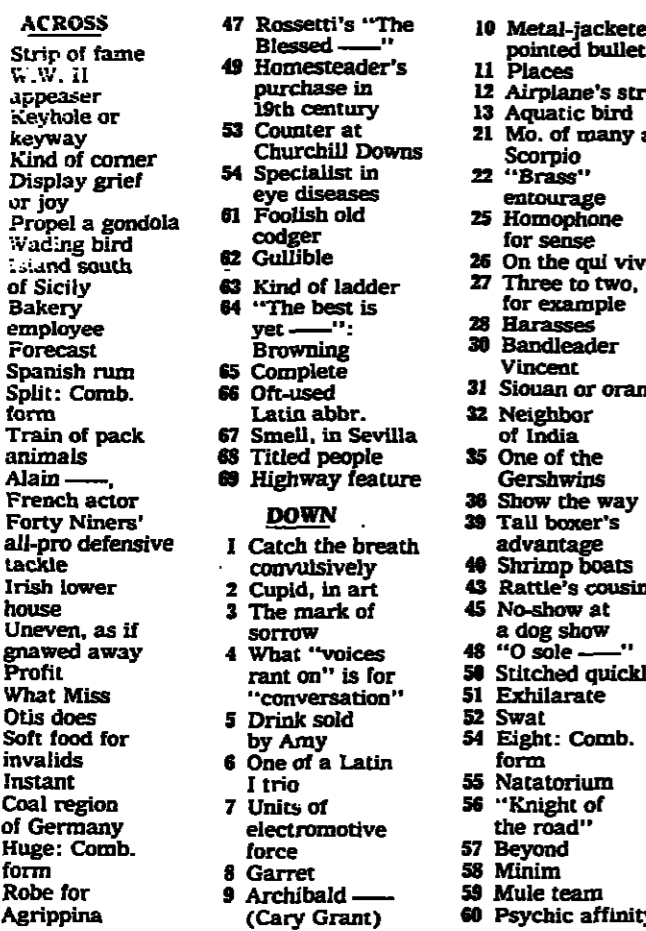 ACROSS
Strip of fame
W.W. II
appeaser
Keyhole or
keyway
Kind of comer
Display grief
or joy
Propel a gondola
Wading bird
Island south
of Sicily
Bakery
employee
Forecast
Spanish rum
Split: Comb.
form
Train of pack
animals
Alain ——,
French actor
Forty Niners'
all-pro defensive
tackle
Irish lower
house
Uneven, as if
gnawed away
Profit
What Miss
Otis does
Soft food for
invalids
Instant
Coal region
of Germany
Huge: Comb.
form
Robe for
Agrippina
47 Rossetti's "The
Blessed ——"
49 Homesteader's
purchase in
19th century
53 Counter at
Churchill Downs
54 Specialist in
eye diseases
61 Foolish old
codger
62 Gullible
63 Kind of ladder
64 "The best is
yet ——":
Browning
65 Complete
66 Oft-used
Latin abbr.
67 Smell, in Sevilla
68 Titled people
69 Highway feature
DOWN
1 Catch the breath
convulsively
2 Cupid, in art
3 The mark of
sorrow
4 What "voices
rant on" is for
"conversation"
5 Drink sold
by Amy
6 One of a Latin
I trio
7 Units of
electromotive
force
8 Garret
9 Archibald ——
(Cary Grant)
10 Metal-jackete
pointed bullet
11 Places
12 Airplane's str
13 Aquatic bird
21 Mo. of many a
Scorpio
22 "Brass"
entourage
25 Homophone
for sense
26 On the qui viv
27 Three to two,
for example
28 Harasses
30 Bandleader
Vincent
31 Siouan or oran
32 Neighbor
of India
35 One of the
Gershwins
36 Show the way
39 Tall boxer's
advantage
40 Shrimp boats
43 Rattle's cousin
45 No-show at
a dog show
48 "O sole ——"
50 Stitched quickl
51 Exhilarate
52 Swat
54 Eight: Comb.
form
55 Natatorium
56 "Knight of
the road"
57 Beyond
58 Minim
59 Mule team
60 Psychic affinity